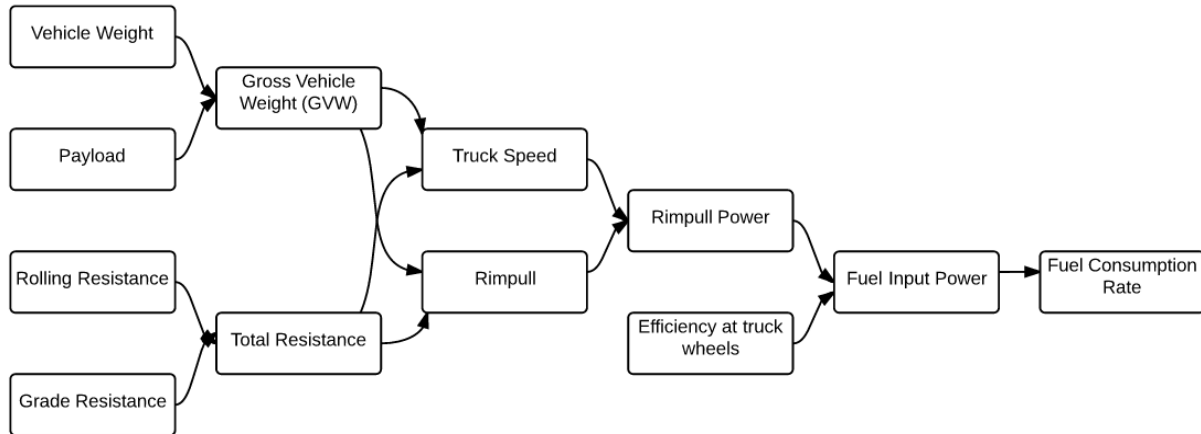 Vehicle Weight
Payload
Rolling Resistance
Grade Resistance
Gross Vehicle
Weight (GVW)
Total Resistance
Truck Speed
Rimpull
Rimpull Power
Efficiency at truck
wheels
Fuel Input Power
Fuel Consumption
Rate